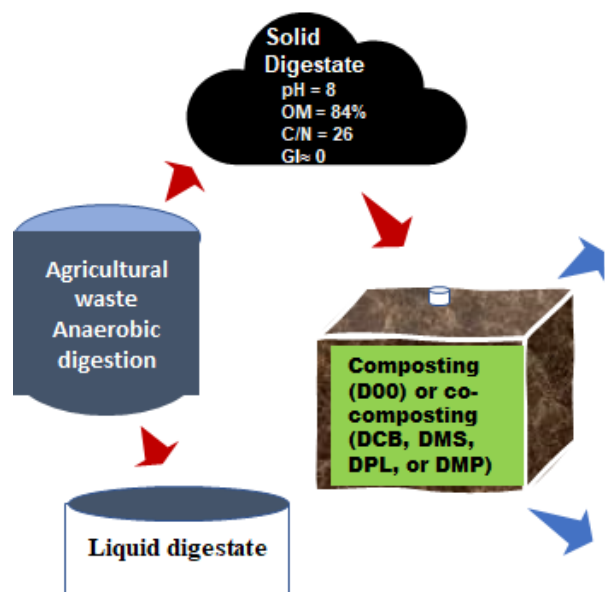 Solid
Digestate
pH = 8
OM = 84%
C/N = 26
GI≈ 0
Agricultural
waste
Anaerobic
digestion
Composting
(D00) or co-
composting
(DCB, DMS,
DPL, or DMP)
Liquid digestate